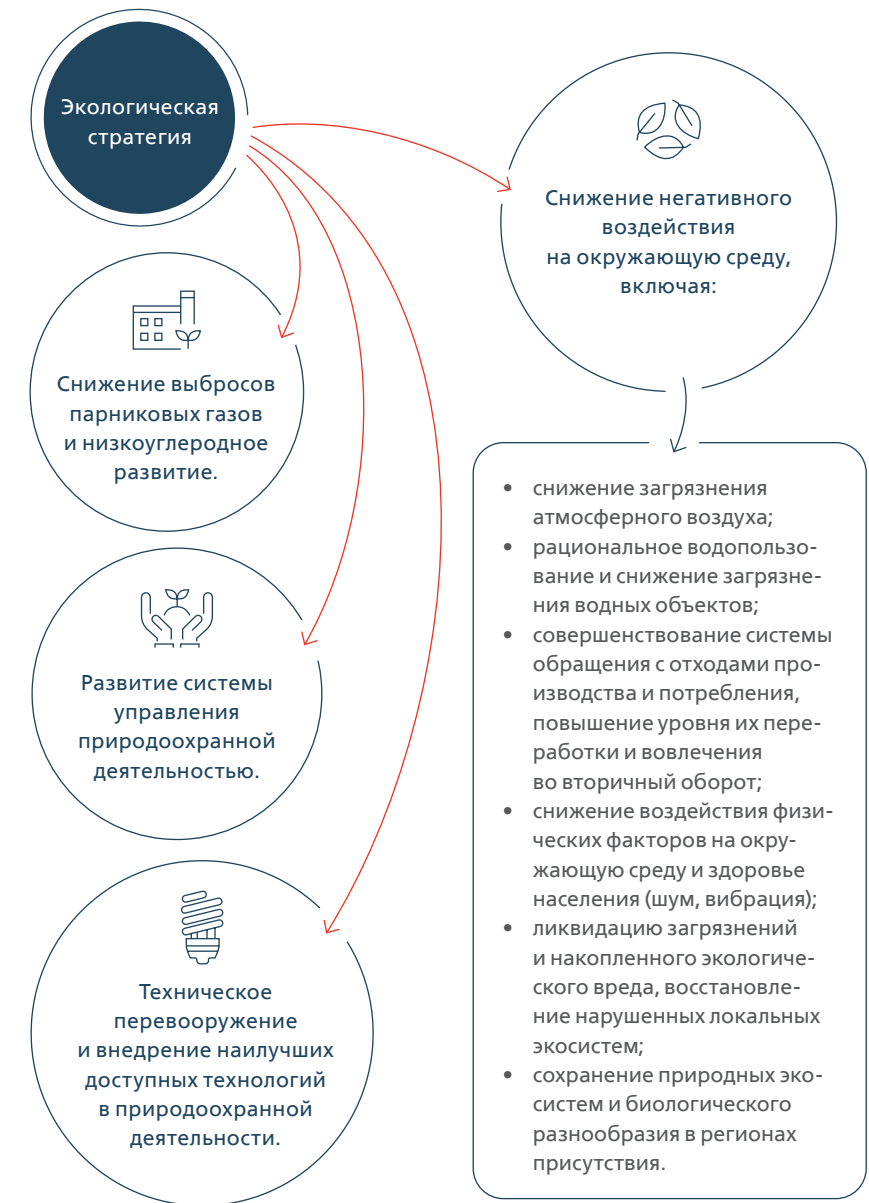 Экологическая
стратегия
Снижение негативного
воздействия
на окружающую среду,
включая:
Снижение выбросов
парниковых газов
и низкоуглеродное
развитие.
Развитие системы
управления
природоохранной
деятельностью.
Техническое
перевооружение
и внедрение наилучших
доступных технологий
в природоохранной
деятельности.
• снижение загрязнения
атмосферного воздуха;
• рациональное водопользо-
вание и снижение загрязне-
ния водных объектов;
• совершенствование системы
обращения с отходами про-
изводства и потребления,
повышение уровня их пере-
работки и вовлечения
во вторичный оборот;
• снижение воздействия физи-
ческих факторов на окру-
жающую среду и здоровье
населения (шум, вибрация);
• ликвидацию загрязнений
и накопленного экологиче-
ского вреда, восстановле-
ние нарушенных локальных
экосистем;
• сохранение природных эко-
систем и биологического
разнообразия в регионах
присутствия.